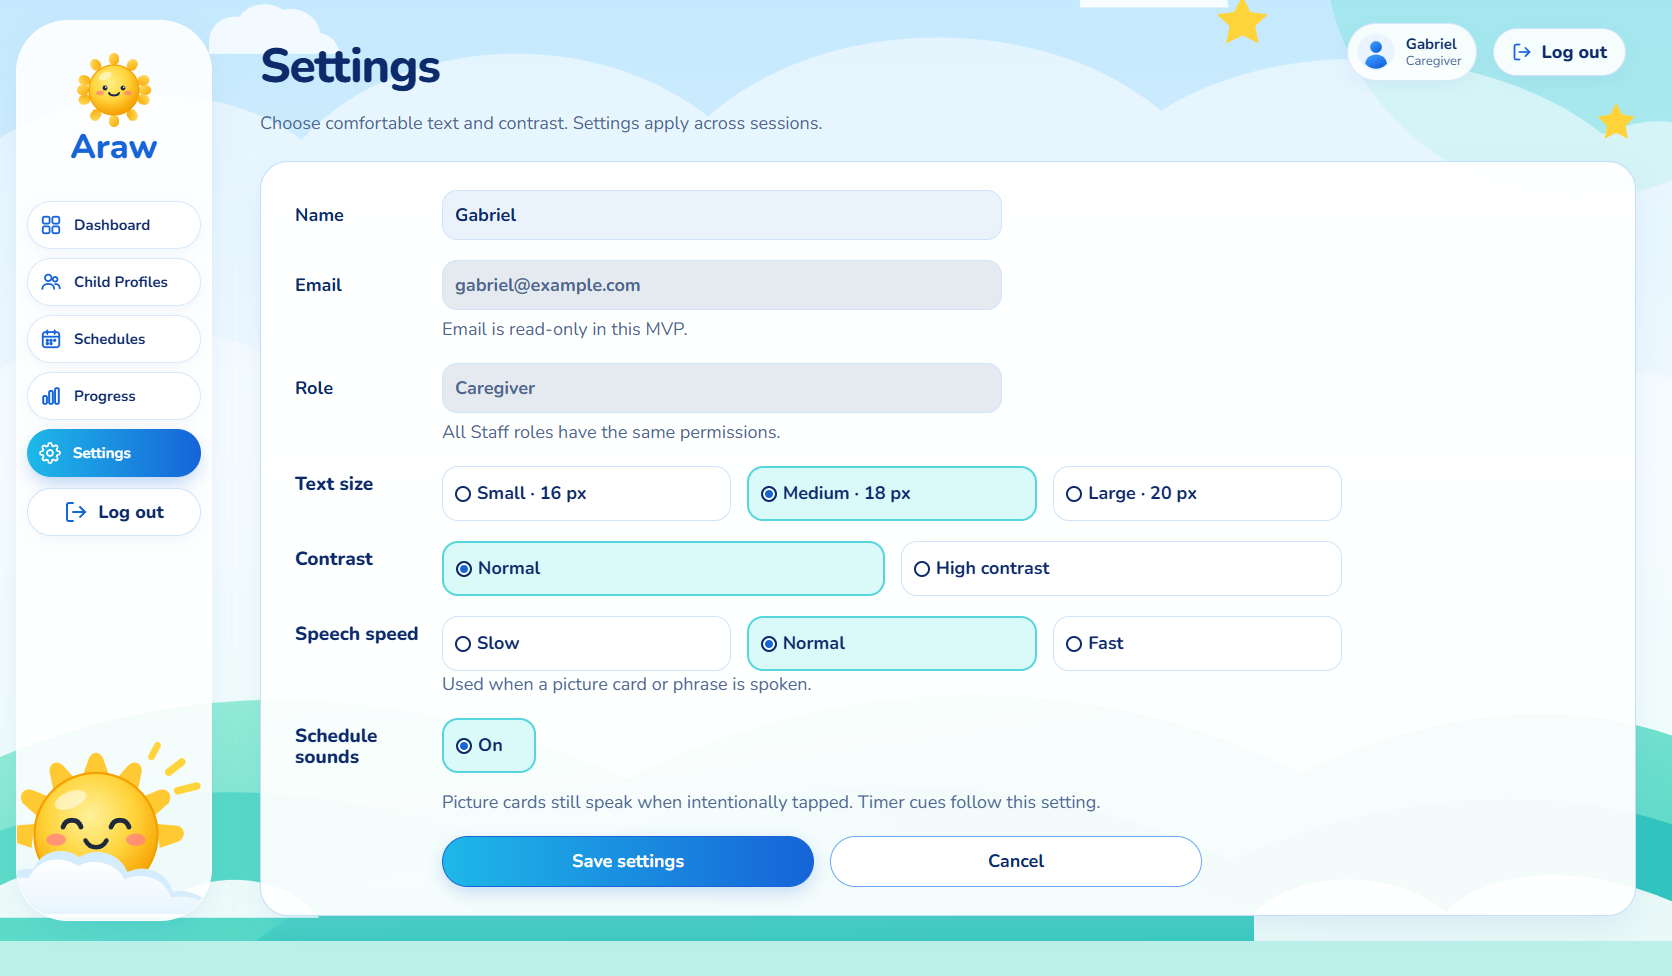 Araw
Dashboard
Child Profiles
Schedules
Progress
Settings
Log out
Settings
Choose comfortable text and contrast. Settings apply across sessions.
Gabriel
Caregiver
Log out
Name
Gabriel
Email
gabriel@example.com
Email is read-only in this MVP.
Role
Caregiver
All Staff roles have the same permissions.
Text size
Small · 16 px
Medium · 18 px
Large · 20 px
Contrast
Normal
High contrast
Speech speed
Slow
Normal
Fast
Used when a picture card or phrase is spoken.
Schedule
sounds
On
Picture cards still speak when intentionally tapped. Timer cues follow this setting.
Save settings
Cancel